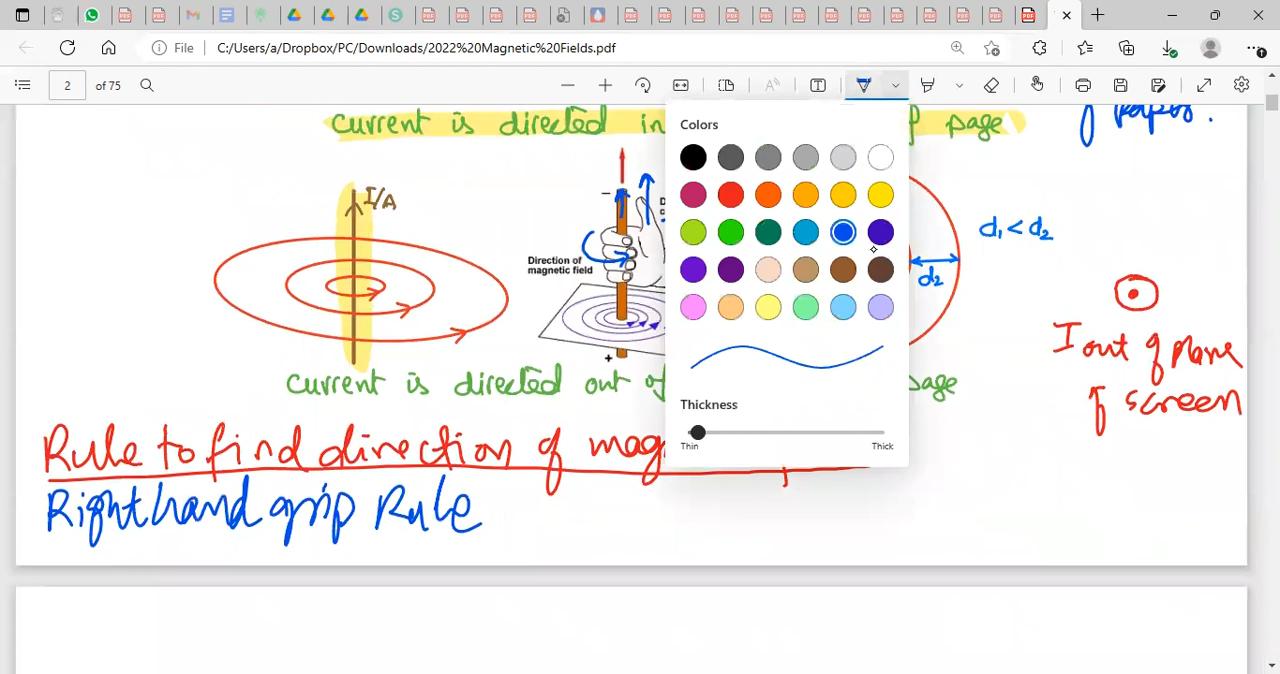 File C:/Users/a/Dropbox/PC/Downloads/2022%20Magnetic%20Fields.pdf
2 of 75
current is directed in page
of paper.
Colors
I/A
d₁ < d₂
Direction of
magnetic field
d₂
I out of plane
of screen
current is directed out of page
Thickness
Thin Thick
Rule to find direction of mag
Right hand grip Rule